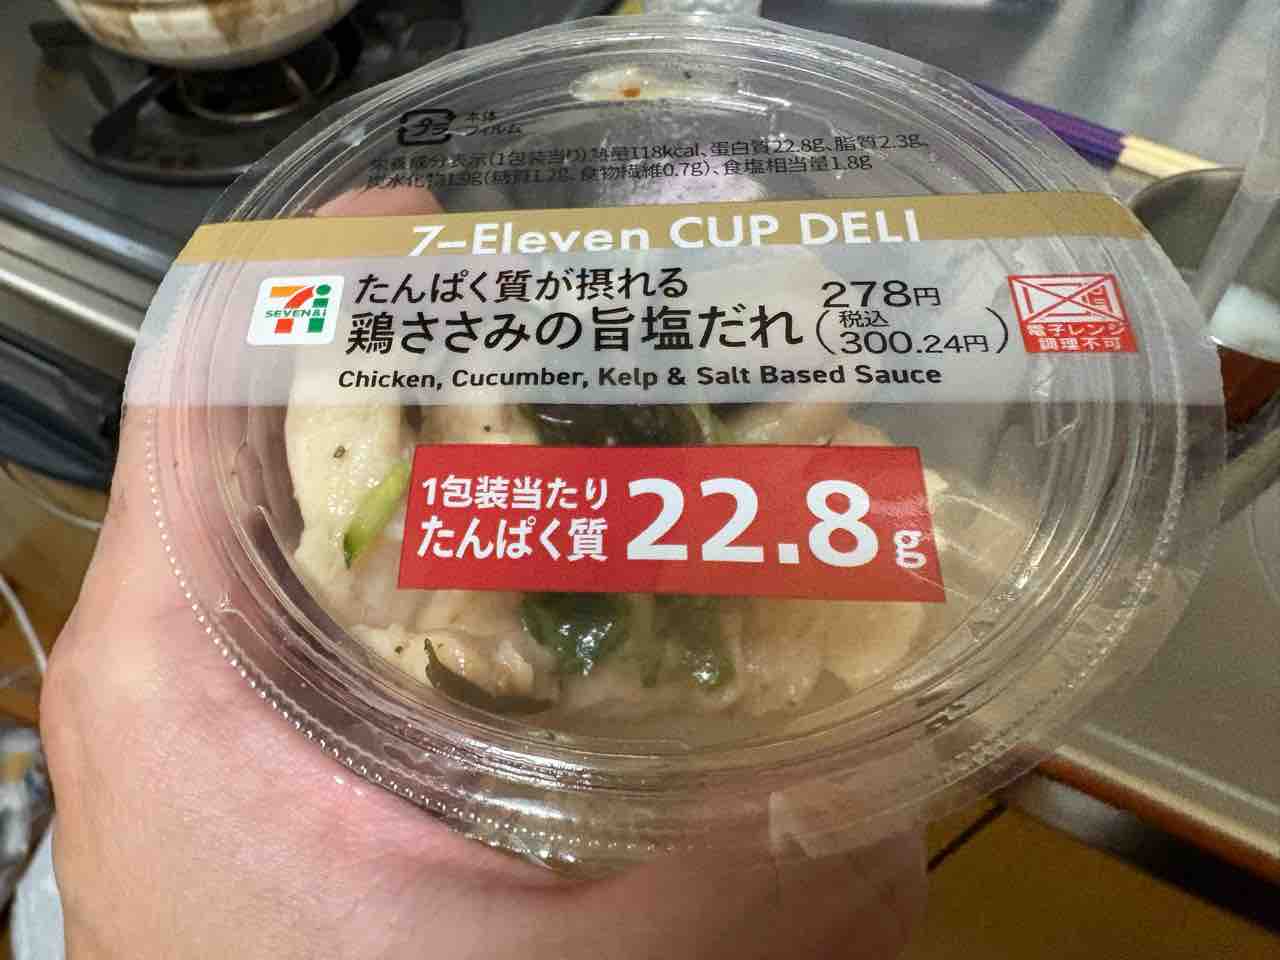 プラ
本体
フィルム
栄養成分表示(1包装当り)熱量118kcal、蛋白質22.8g、脂質2.3g、
炭水化物1.9g(糖質1.2g、食物繊維0.7g)、食塩相当量1.8g
7-Eleven CUP DELI
SEVEN&i
たんぱく質が摂れる
鶏ささみの旨塩だれ
278円
(税込
300.24円)
電子レンジ
調理不可
Chicken, Cucumber, Kelp & Salt Based Sauce
1包装当たり
たんぱく質 22.8g